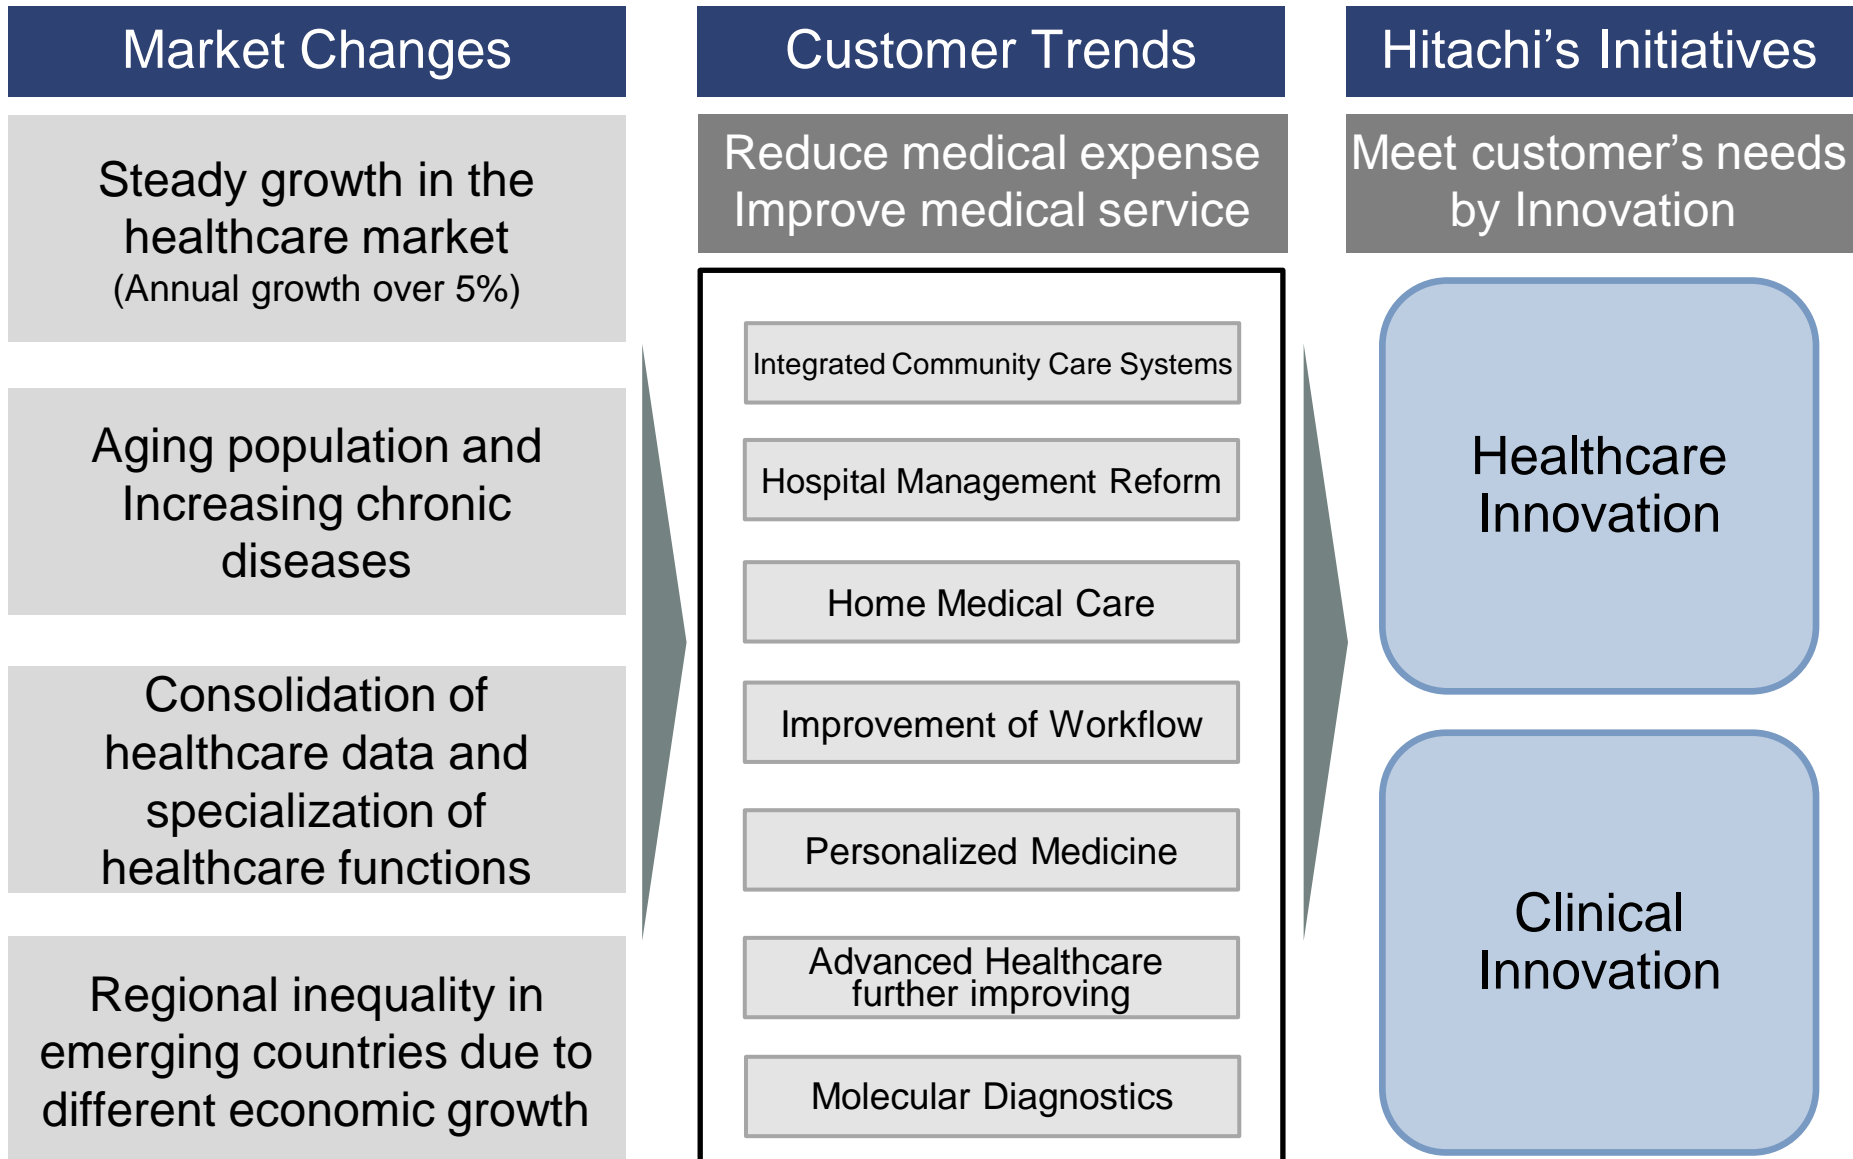 Market Changes
Steady growth in the
healthcare market
(Annual growth over 5%)
Aging population and
Increasing chronic
diseases
Consolidation of
healthcare data and
specialization of
healthcare functions
Regional inequality in
emerging countries due to
different economic growth
Customer Trends
Reduce medical expense
Improve medical service
Integrated Community Care Systems
Hospital Management Reform
Home Medical Care
Improvement of Workflow
Personalized Medicine
Advanced Healthcare
further improving
Molecular Diagnostics
Hitachi’s Initiatives
Meet customer’s needs
by Innovation
Healthcare
Innovation
Clinical
Innovation